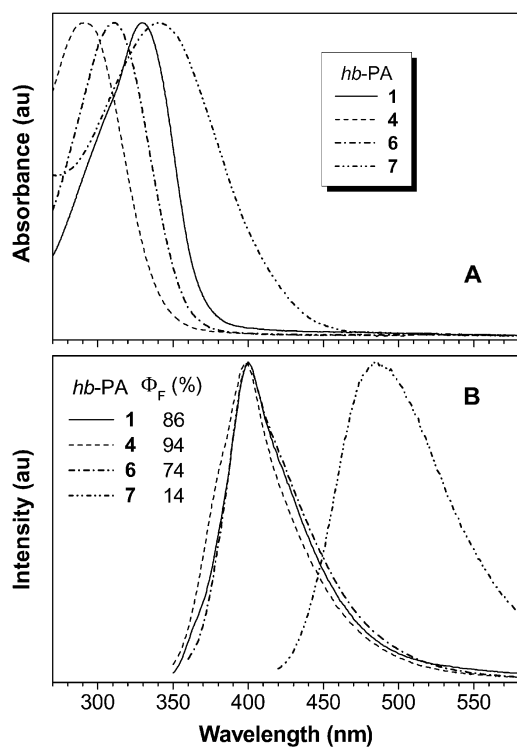 Absorbance (au)
hb-PA
1
4
6
7
A
Intensity (au)
hb-PA ΦF (%)
1 86
4 94
6 74
7 14
B
300 350 400 450 500 550
Wavelength (nm)